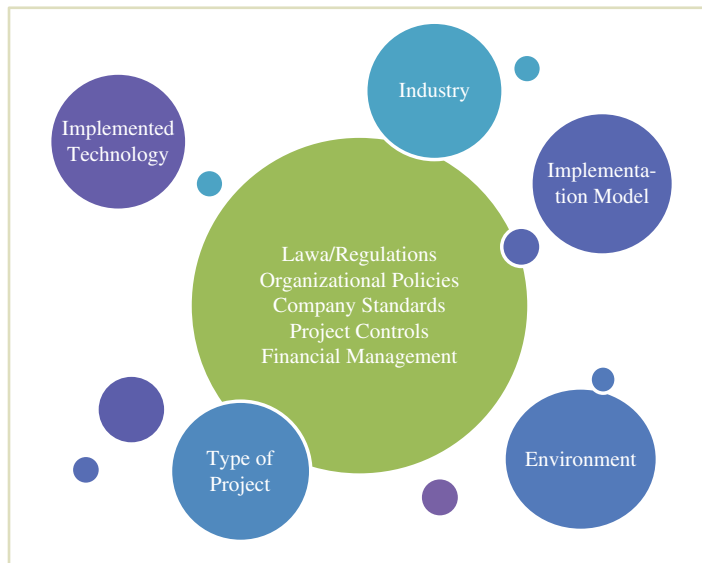 Industry
Implemented
Technology
Implementa-
tion Model
Lawa/Regulations
Organizational Policies
Company Standards
Project Controls
Financial Management
Type of
Project
Environment